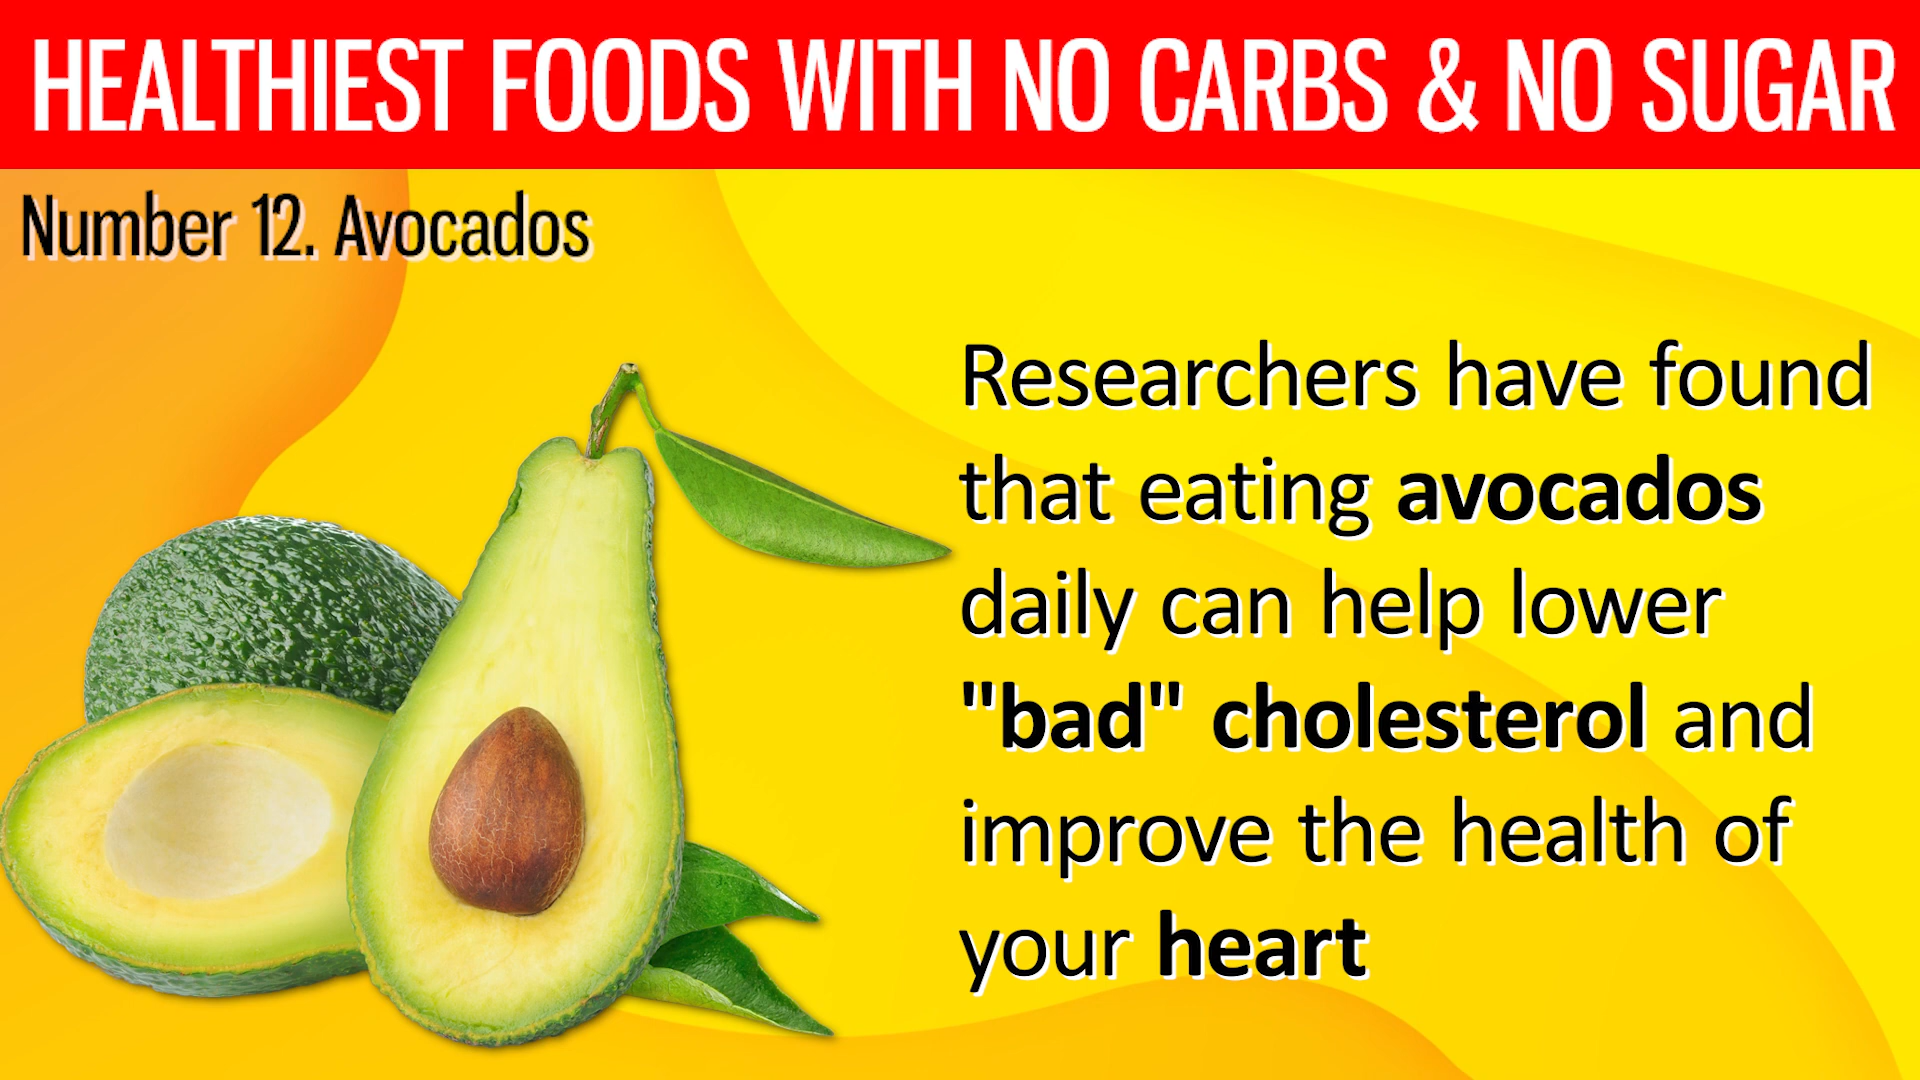 HEALTHIEST FOODS WITH NO CARBS & NO SUGAR
Number 12. Avocados
Researchers have found
that eating avocados
daily can help lower
"bad" cholesterol and
improve the health of
your heart